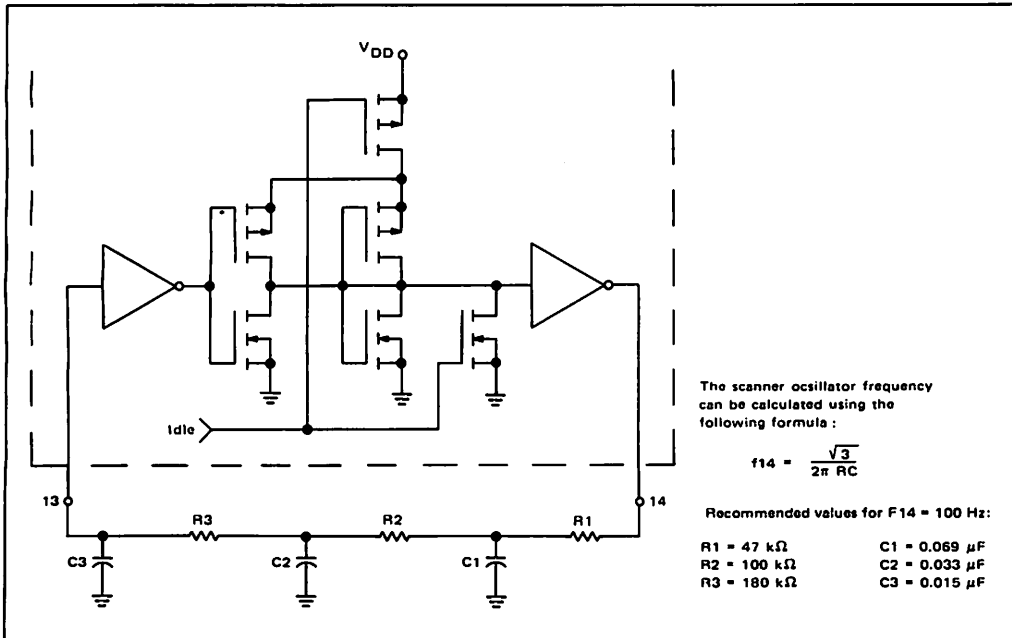 VDD
Idle
13
14
R3
R2
R1
C3
C2
C1
The scanner ocsillator frequency
can be calculated using the
following formula :
f14 = √3 / 2π RC
Recommended values for F14 = 100 Hz:
R1 = 47 kΩ C1 = 0.069 µF
R2 = 100 kΩ C2 = 0.033 µF
R3 = 180 kΩ C3 = 0.015 µF